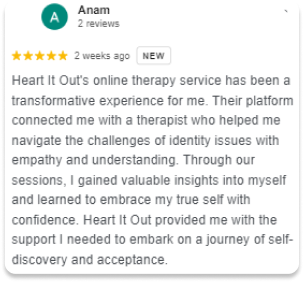 A
Anam
2 reviews
2 weeks ago NEW
Heart It Out's online therapy service has been a
transformative experience for me. Their platform
connected me with a therapist who helped me
navigate the challenges of identity issues with
empathy and understanding. Through our
sessions, I gained valuable insights into myself
and learned to embrace my true self with
confidence. Heart It Out provided me with the
support I needed to embark on a journey of self-
discovery and acceptance.